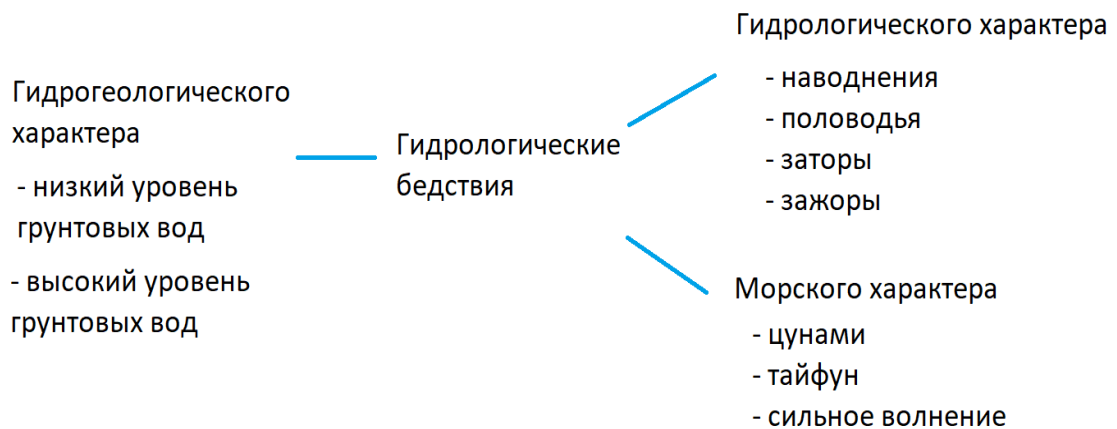 Гидрогеологического
характера
- низкий уровень
грунтовых вод
- высокий уровень
грунтовых вод
Гидрологические
бедствия
Гидрологического характера
- наводнения
- половодья
- заторы
- зажоры
Морского характера
- цунами
- тайфун
- сильное волнение